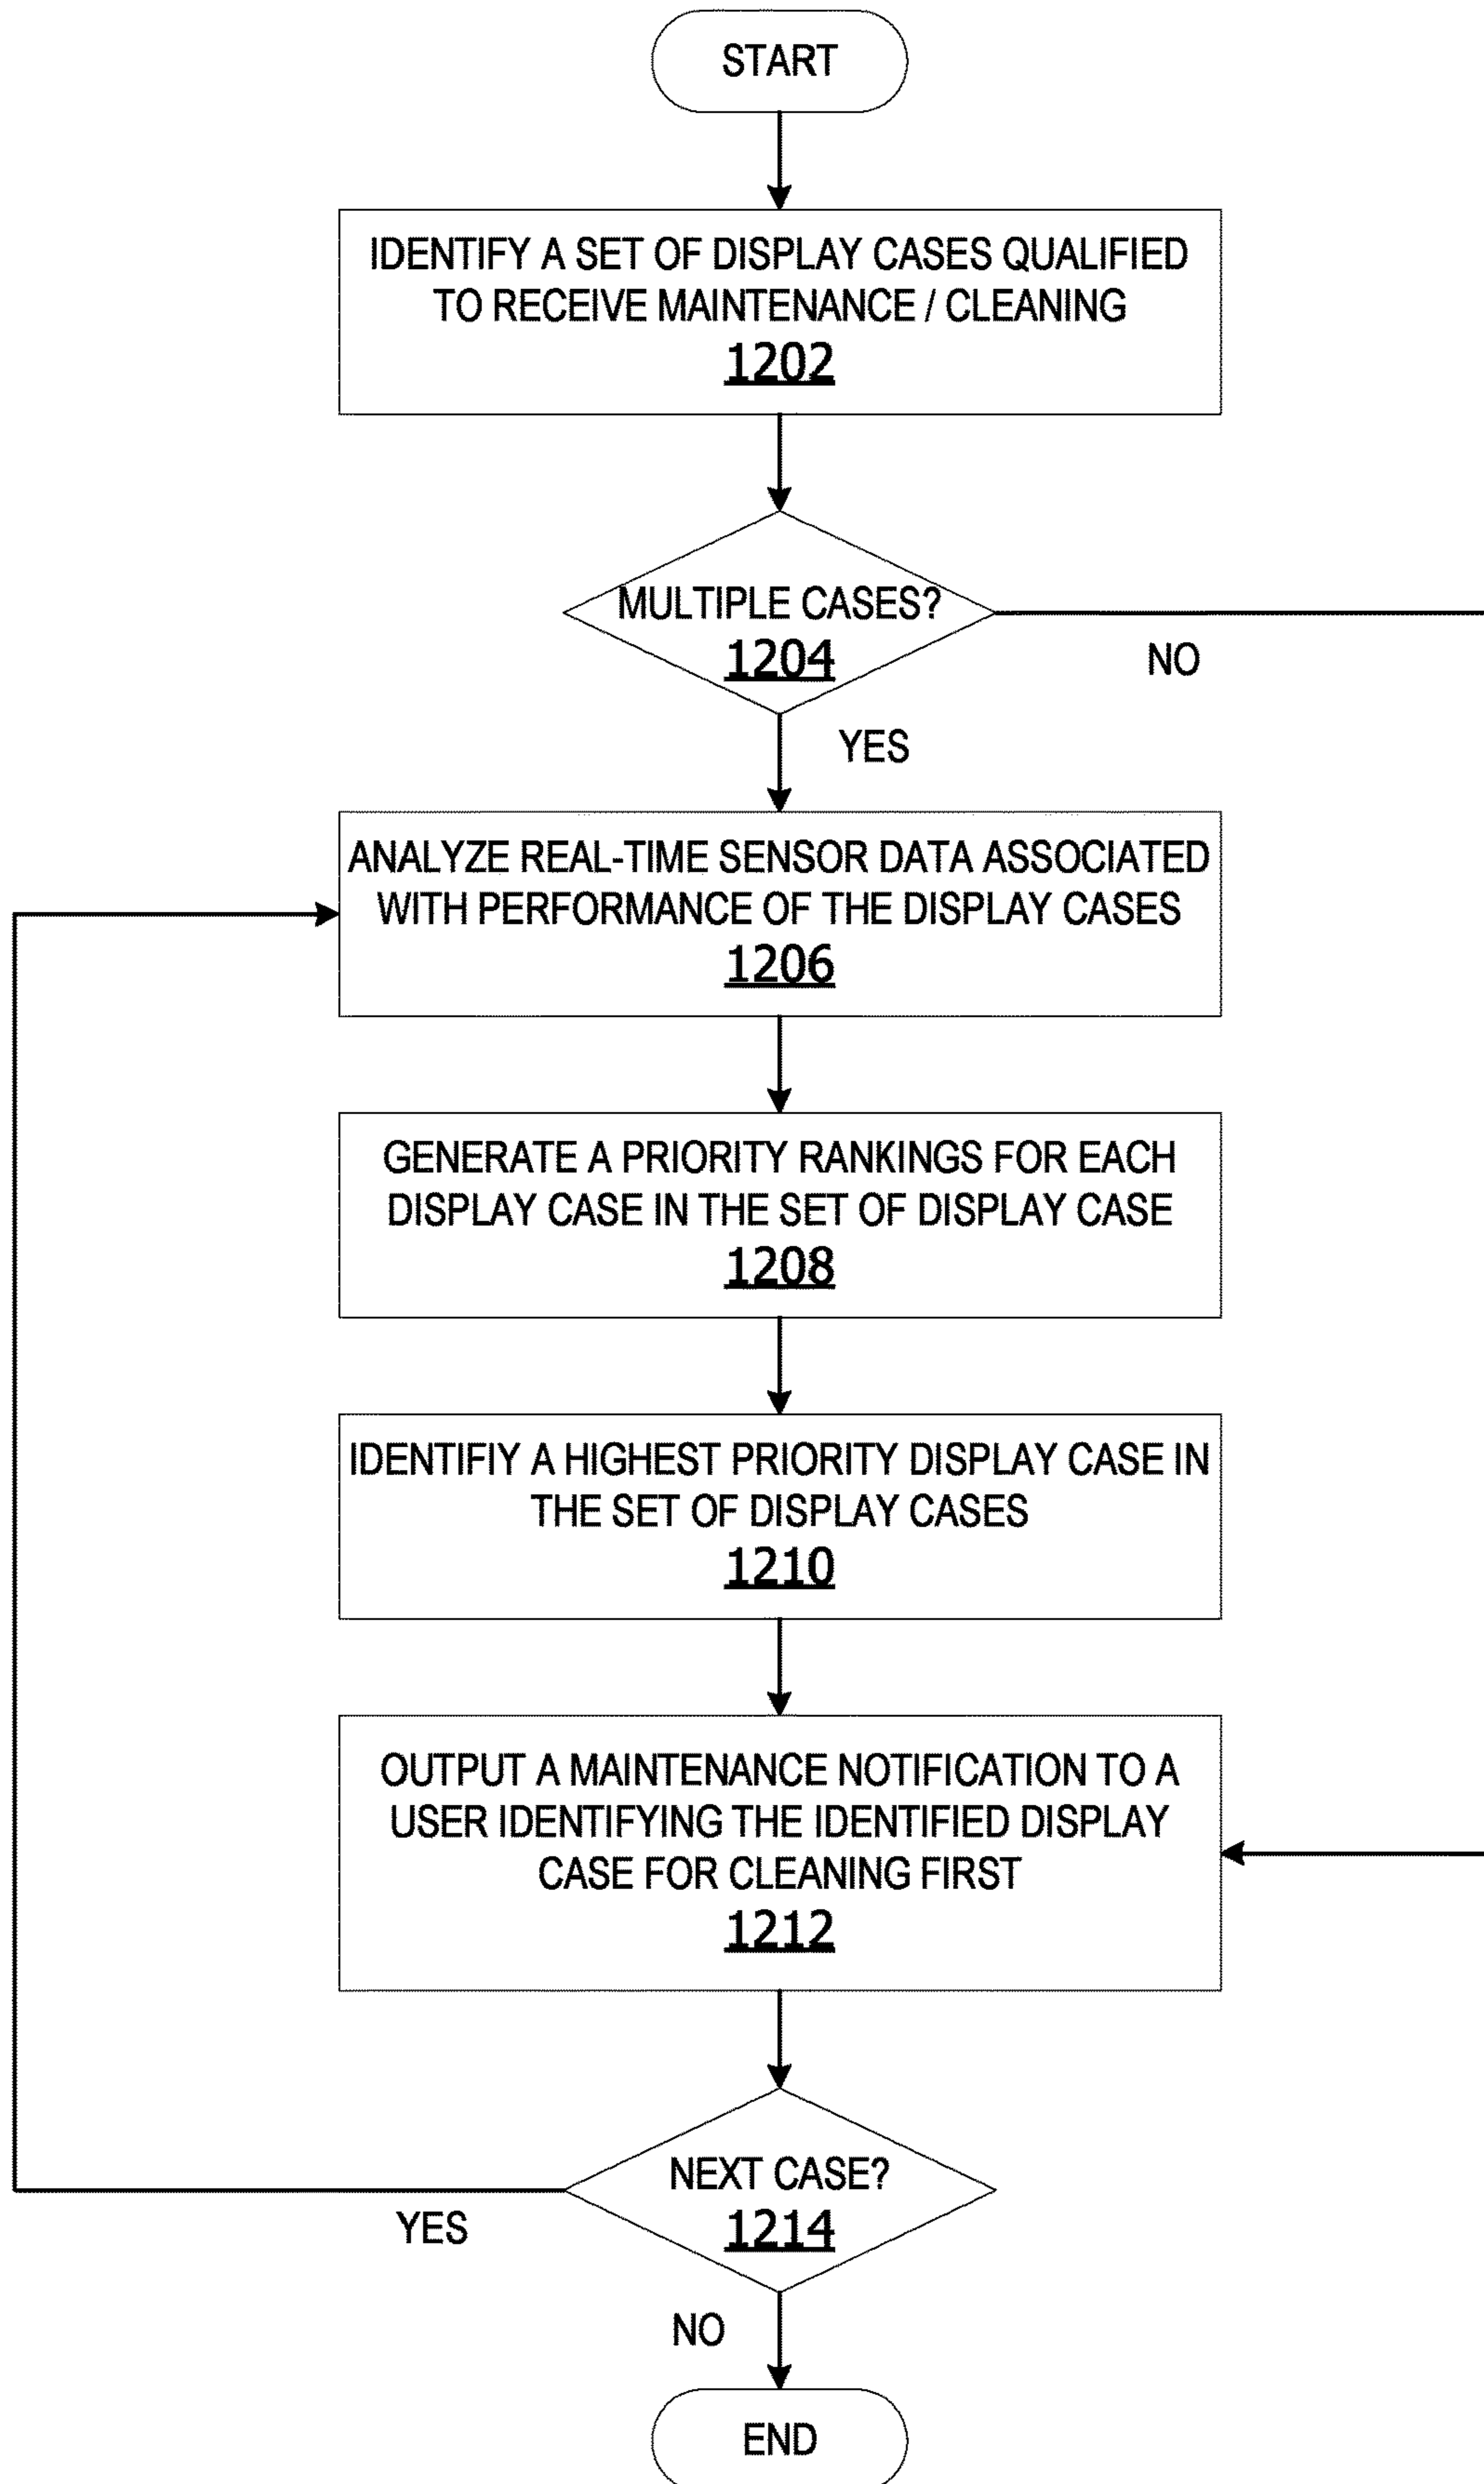 START
IDENTIFY A SET OF DISPLAY CASES QUALIFIED
TO RECEIVE MAINTENANCE / CLEANING
1202
MULTIPLE CASES?
1204
NO
YES
ANALYZE REAL-TIME SENSOR DATA ASSOCIATED
WITH PERFORMANCE OF THE DISPLAY CASES
1206
GENERATE A PRIORITY RANKINGS FOR EACH
DISPLAY CASE IN THE SET OF DISPLAY CASE
1208
IDENTIFIY A HIGHEST PRIORITY DISPLAY CASE IN
THE SET OF DISPLAY CASES
1210
OUTPUT A MAINTENANCE NOTIFICATION TO A
USER IDENTIFYING THE IDENTIFIED DISPLAY
CASE FOR CLEANING FIRST
1212
NEXT CASE?
1214
YES
NO
END